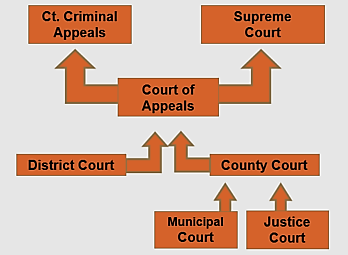 Ct. Criminal
Appeals
Supreme
Court
Court of
Appeals
District Court
County Court
Municipal
Court
Justice
Court